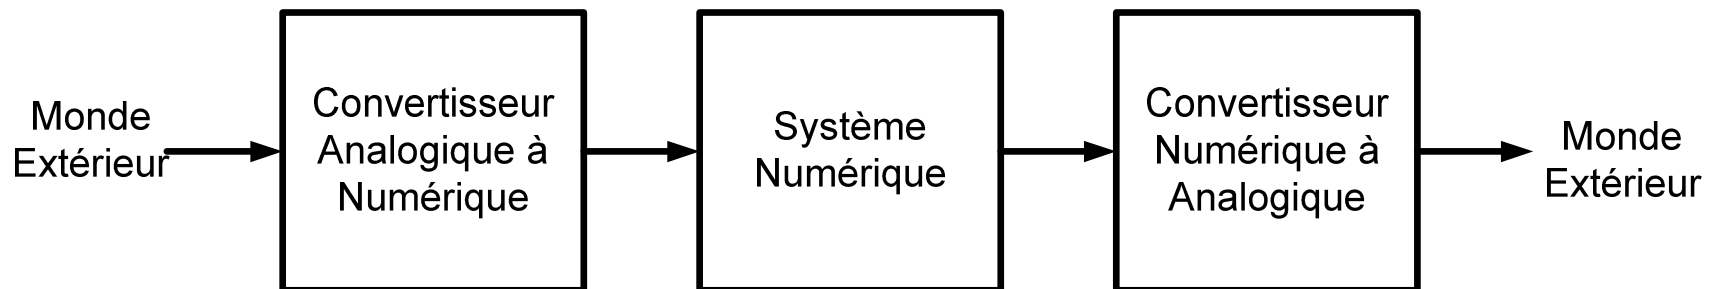 Monde
Extérieur
Convertisseur
Analogique à
Numérique
Système
Numérique
Convertisseur
Numérique à
Analogique
Monde
Extérieur